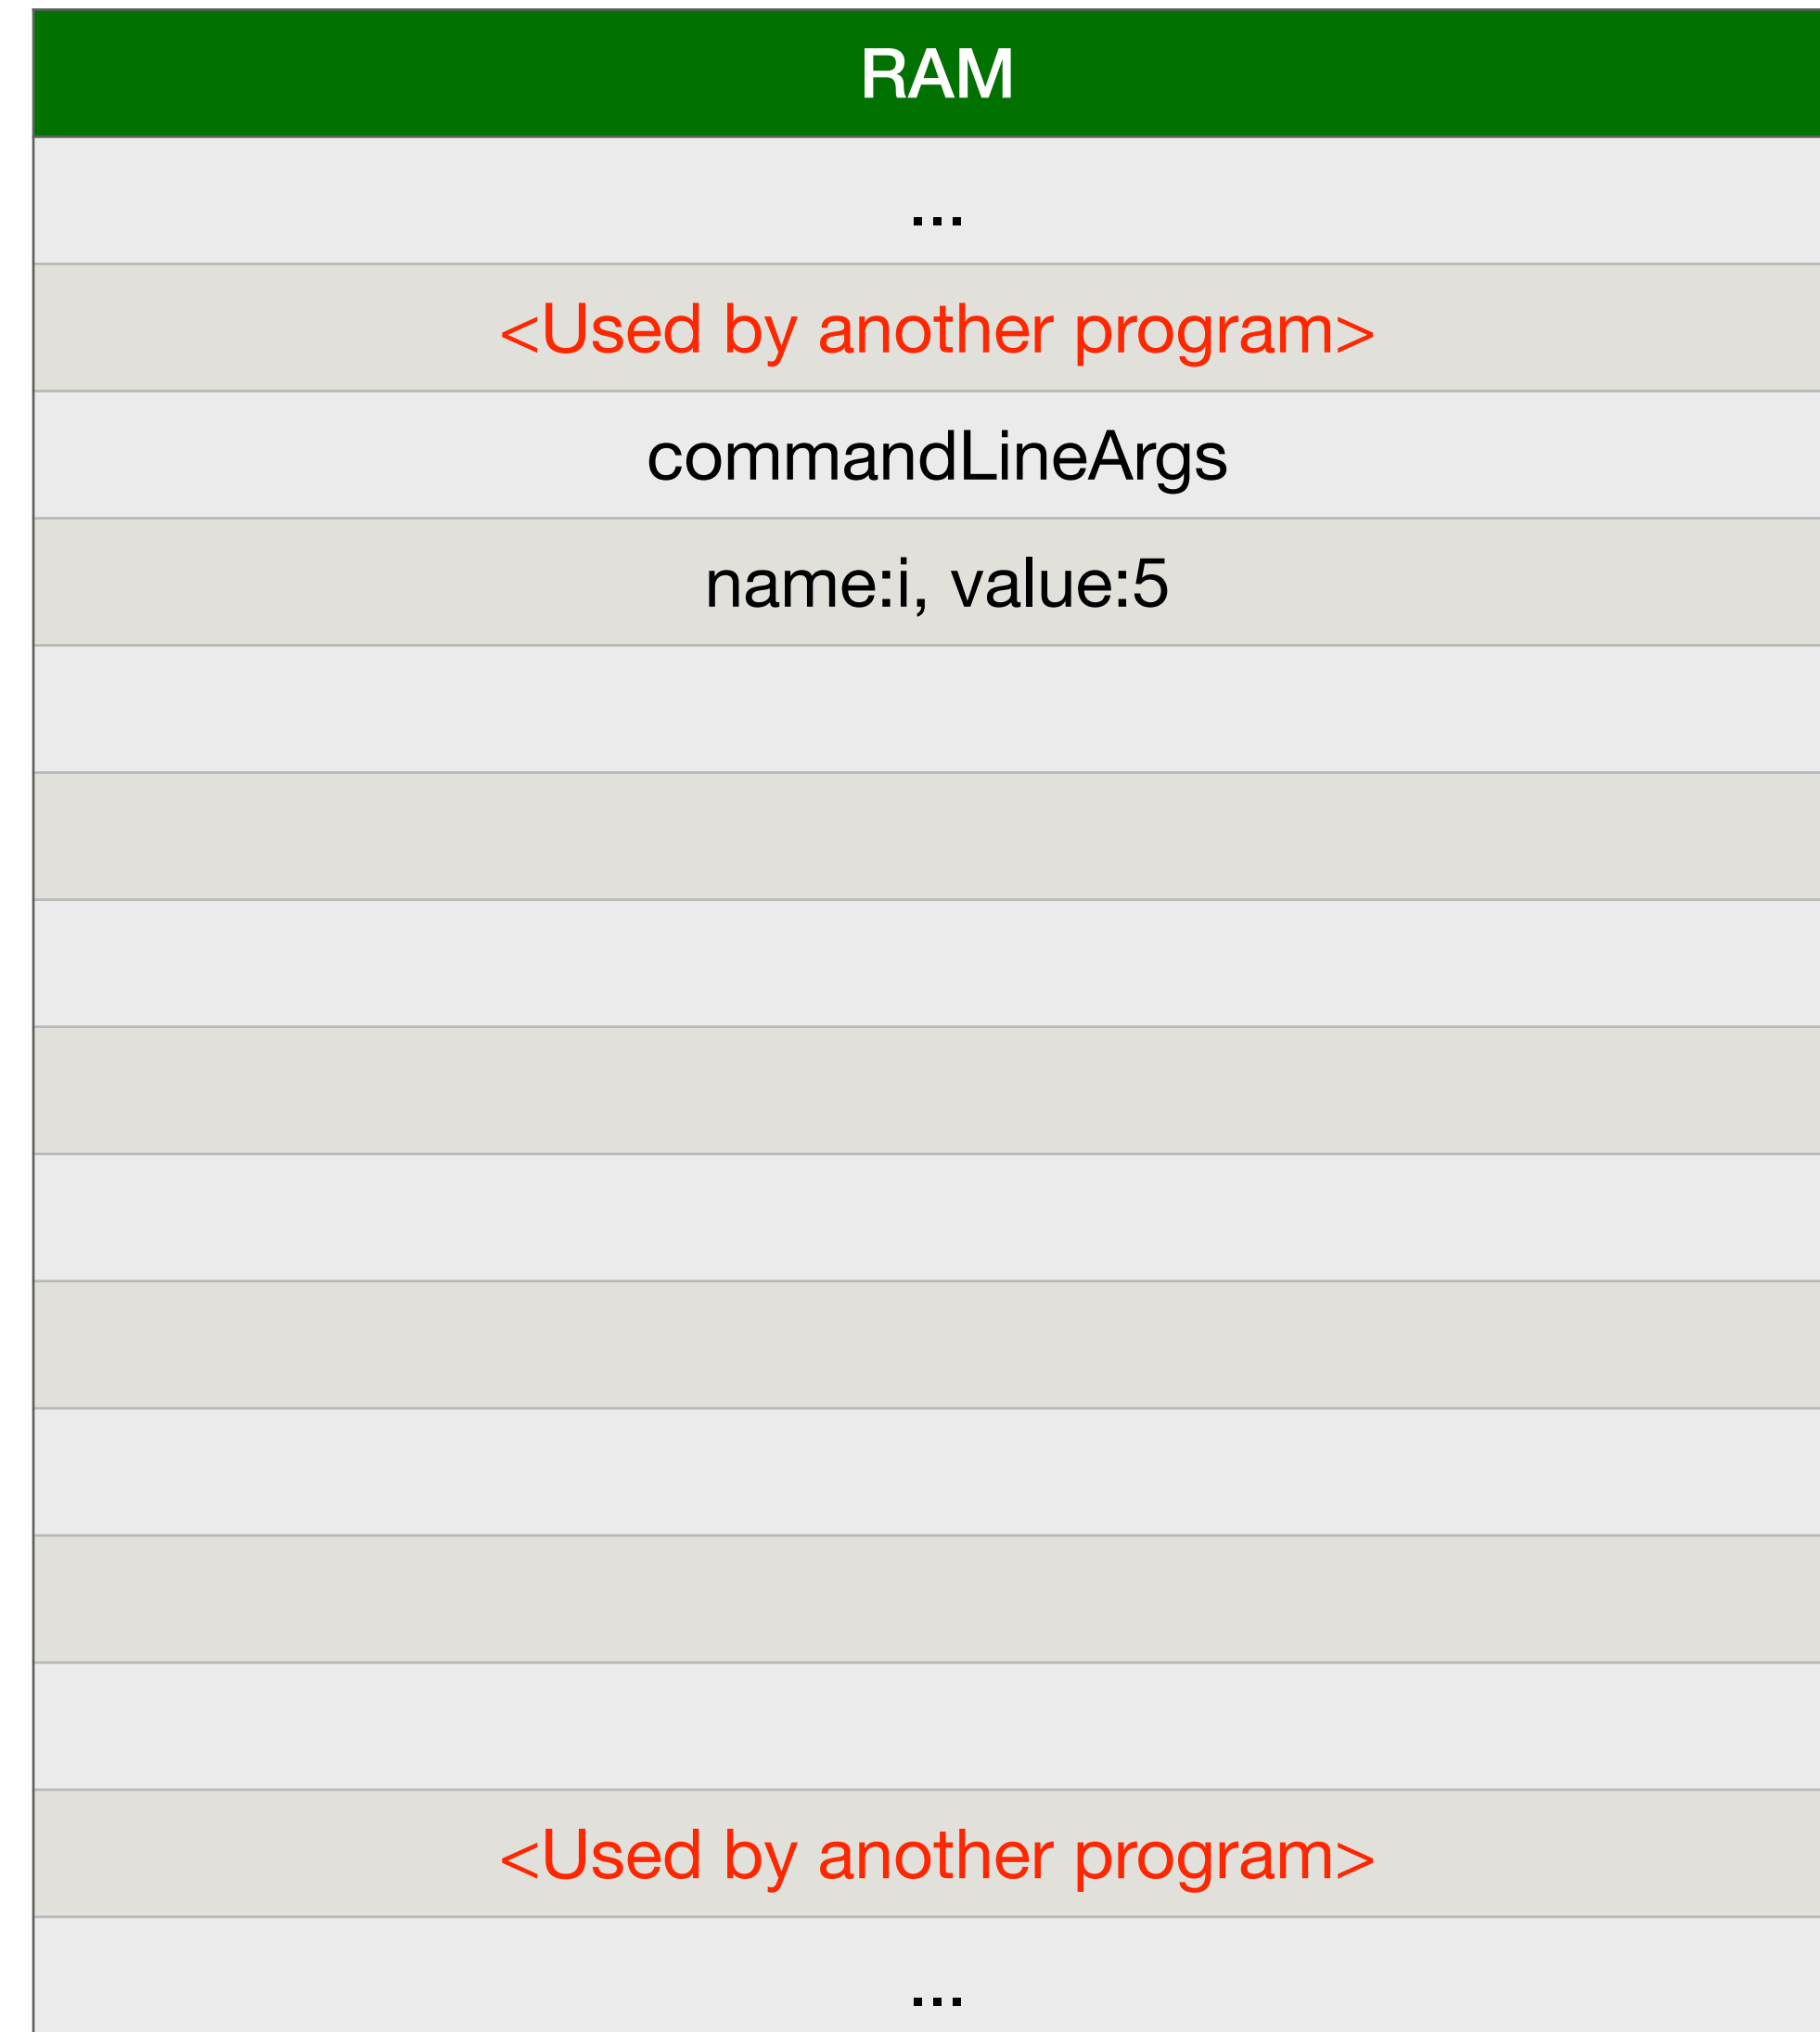 RAM
...
<Used by another program>
commandLineArgs
name:i, value:5
<Used by another program>
...